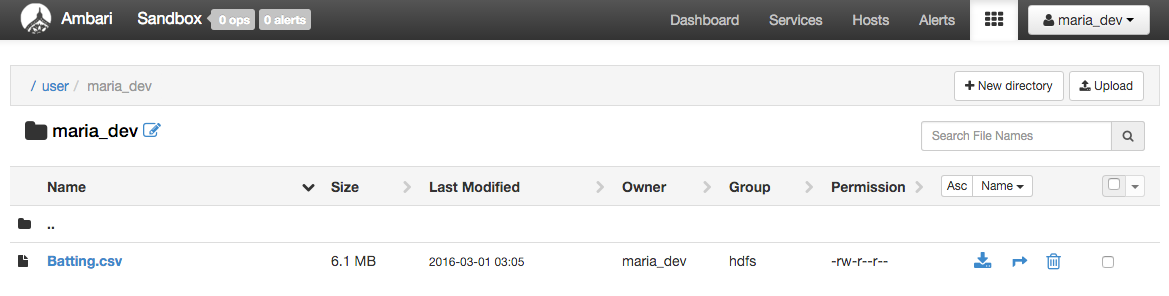 Ambari Sandbox 0 ops 0 alerts Dashboard Services Hosts Alerts maria_dev
/ user / maria_dev New directory Upload
maria_dev Search File Names
Name Size Last Modified Owner Group Permission Asc Name
..
Batting.csv 6.1 MB 2016-03-01 03:05 maria_dev hdfs -rw-r--r--